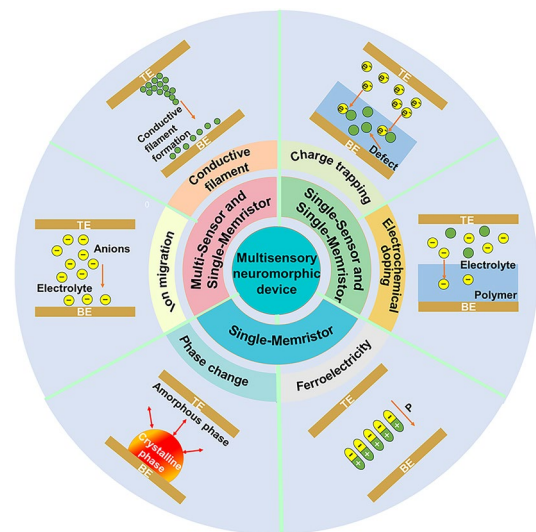 TE
Conductive
filament
formation
BE
TE
Defect
BE
Conductive
filament
Charge trapping
Ion migration
Multi-Sensor and
Single-Memristor
Single-Sensor and
Single-Memristor
Electrochemical
doping
Multisensory
neuromorphic
device
Single-Memristor
Phase change
Ferroelectricity
TE
Anions
Electrolyte
BE
TE
Electrolyte
Polymer
BE
TE
Amorphous phase
Crystalline
phase
BE
TE
P
BE